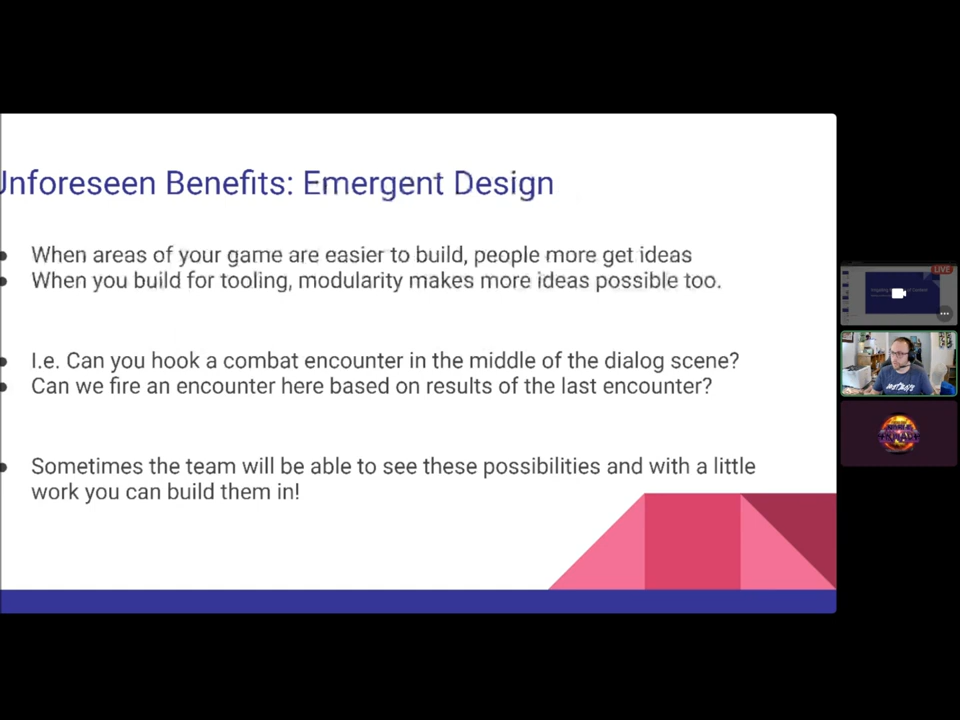 Unforeseen Benefits: Emergent Design
When areas of your game are easier to build, people more get ideas
When you build for tooling, modularity makes more ideas possible too.
I.e. Can you hook a combat encounter in the middle of the dialog scene?
Can we fire an encounter here based on results of the last encounter?
Sometimes the team will be able to see these possibilities and with a little
work you can build them in!
LIVE